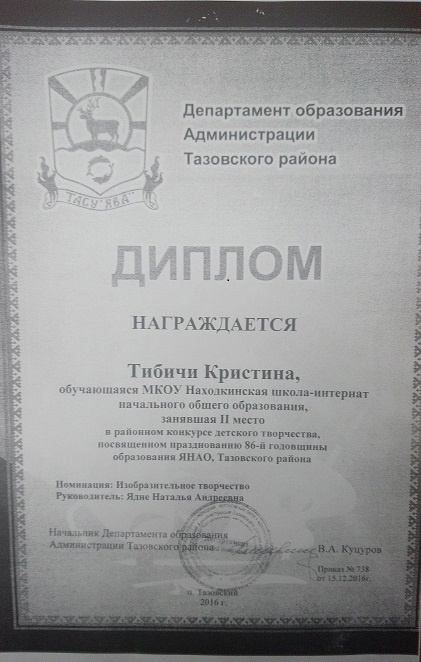 Департамент образования
Администрации
Тазовского района
ТАСУ"ЯВА"
ДИПЛОМ
НАГРАЖДАЕТСЯ
Тибичи Кристина,
обучающаяся МКОУ Находкинская школа-интернат
начального общего образования,
занявшая II место
в районном конкурсе детского творчества,
посвященном празднованию 86-й годовщины
образования ЯНАО, Тазовского района
Номинация: Изобразительное творчество
Руководитель: Ядне Наталья Андреевна
Начальник Департамента образования
Администрации Тазовского района
В.А. Куцуров
Приказ № 738
от 15.12.2016г.
п. Тазовский
2016 г.